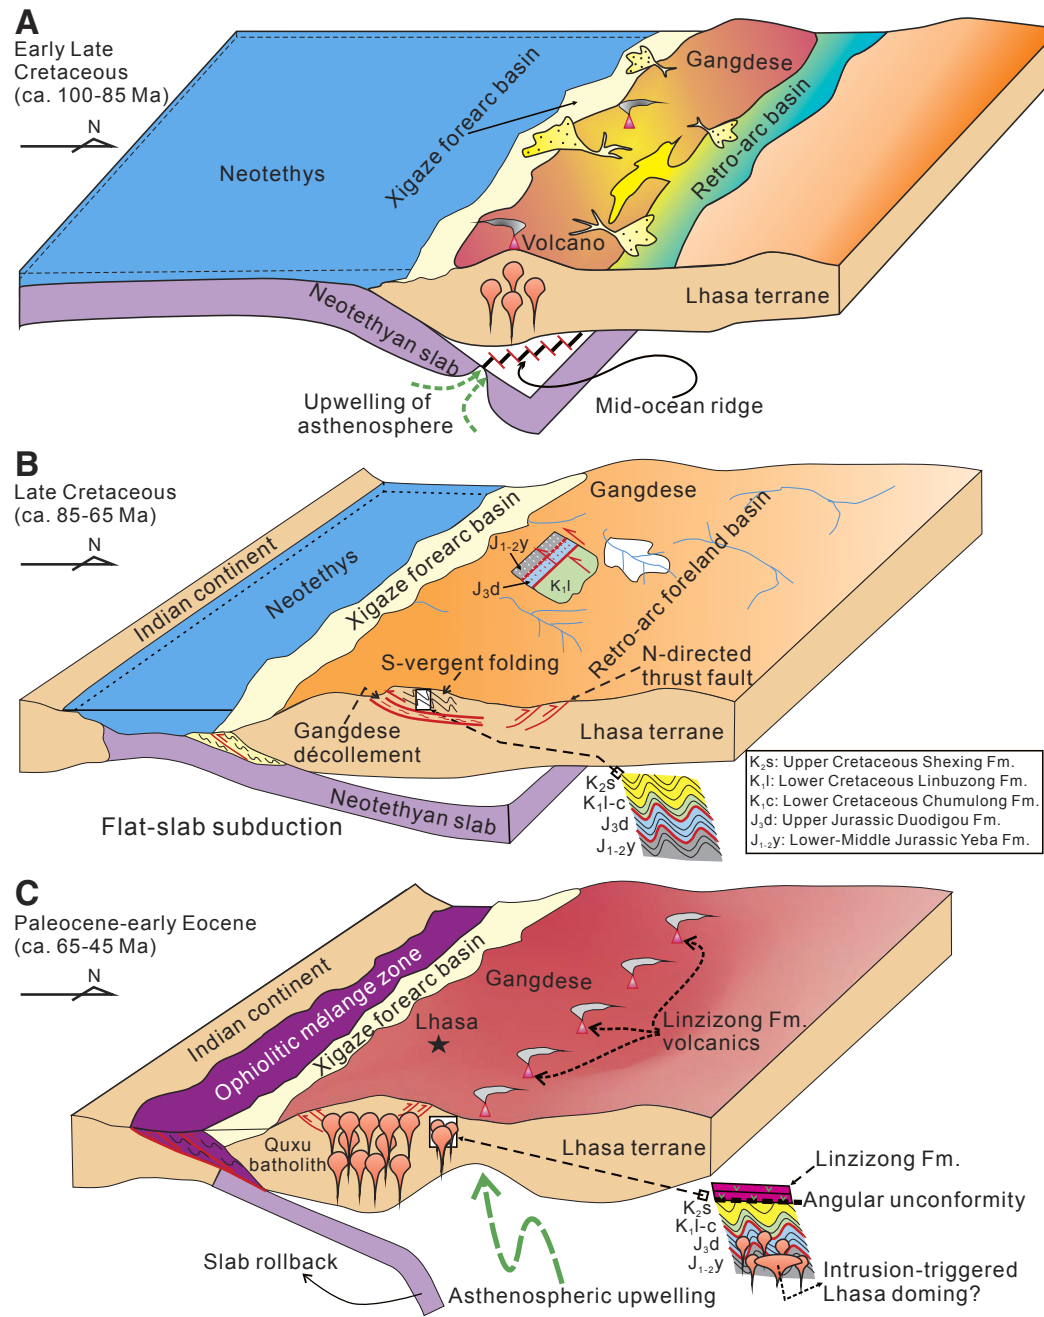 A
Early Late
Cretaceous
(ca. 100-85 Ma)
N
Neotethys
Xigaze forearc basin
Gangdese
Retro-arc basin
Volcano
Lhasa terrane
Neotethyan slab
Upwelling of
asthenosphere
Mid-ocean ridge
B
Late Cretaceous
(ca. 85-65 Ma)
N
Indian continent
Neotethys
Xigaze forearc basin
Gangdese
J1-2y
J3d
K1l
Retro-arc foreland basin
S-vergent folding
N-directed
thrust fault
Gangdese
décollement
Lhasa terrane
Neotethyan slab
Flat-slab subduction
K2s
K1l-c
J3d
J1-2y
K2s: Upper Cretaceous Shexing Fm.
K1l: Lower Cretaceous Linbuzong Fm.
K1c: Lower Cretaceous Chumulong Fm.
J3d: Upper Jurassic Duodigou Fm.
J1-2y: Lower-Middle Jurassic Yeba Fm.
C
Paleocene-early Eocene
(ca. 65-45 Ma)
N
Indian continent
Ophiolitic mélange zone
Xigaze forearc basin
Gangdese
Lhasa
Linzizong Fm.
volcanics
Quxu
batholith
Lhasa terrane
Slab rollback
Asthenospheric upwelling
Linzizong Fm.
Angular unconformity
K2s
K1l-c
J3d
J1-2y
Intrusion-triggered
Lhasa doming?